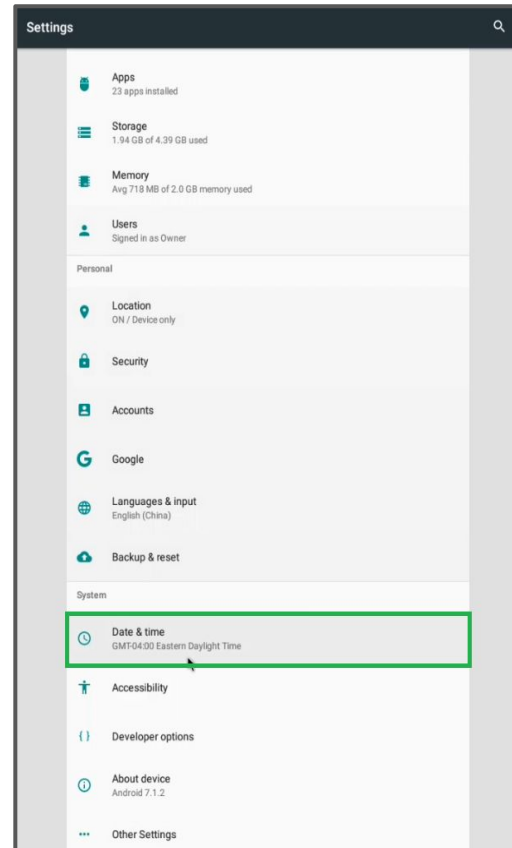 Settings
Apps
23 apps installed
Storage
1.94 GB of 4.39 GB used
Memory
Avg 718 MB of 2.0 GB memory used
Users
Signed in as Owner
Personal
Location
ON / Device only
Security
Accounts
Google
Languages & input
English (China)
Backup & reset
System
Date & time
GMT-04:00 Eastern Daylight Time
Accessibility
Developer options
About device
Android 7.1.2
Other Settings